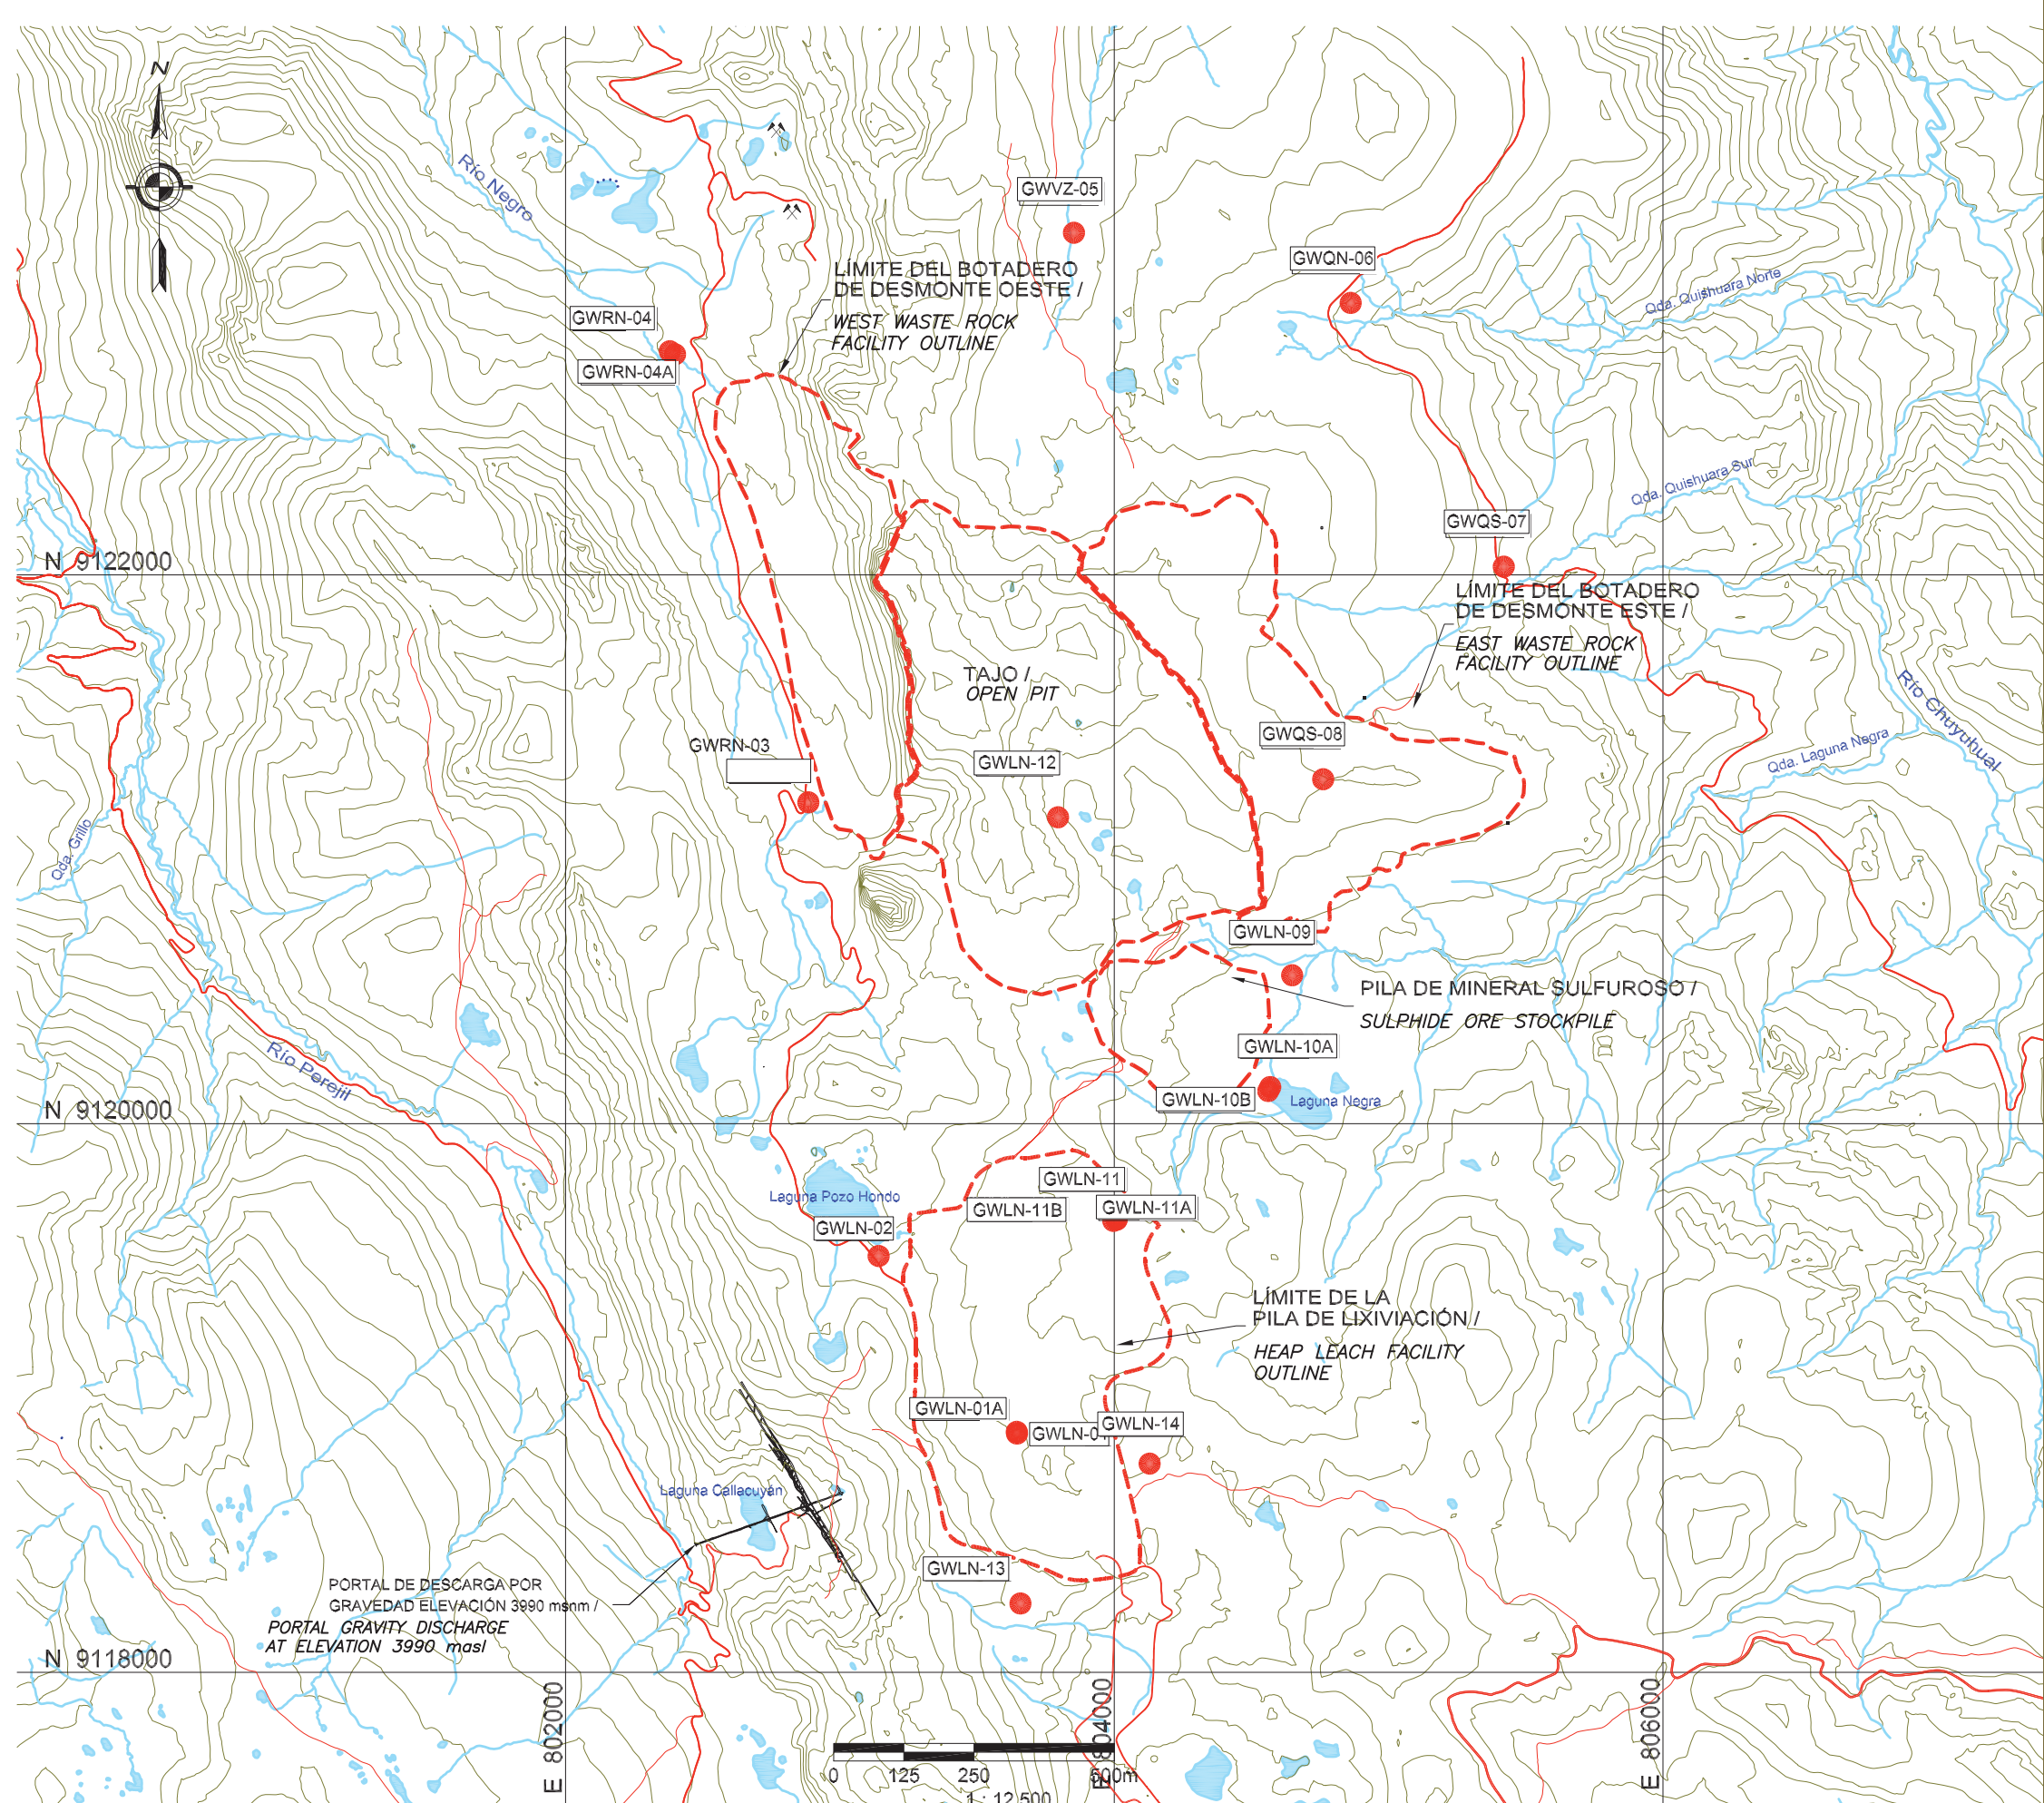 N
Río Negro
GWVZ-05
GWQN-06
LÍMITE DEL BOTADERO
DE DESMONTE OESTE /
WEST WASTE ROCK
FACILITY OUTLINE
Qda. Quishuara Norte
GWRN-04
GWRN-04A
Qda. Quishuara Sur
GWQS-07
N 9122000
LÍMITE DEL BOTADERO
DE DESMONTE ESTE /
EAST WASTE ROCK
FACILITY OUTLINE
TAJO /
OPEN PIT
Río Chuyuhual
GWQS-08
GWRN-03
GWLN-12
Qda. Laguna Negra
Qda. Grillo
GWLN-09
PILA DE MINERAL SULFUROSO /
SULPHIDE ORE STOCKPILE
GWLN-10A
Río Perejil
GWLN-10B
Laguna Negra
N 9120000
GWLN-11
Laguna Pozo Hondo
GWLN-11B
GWLN-11A
GWLN-02
LÍMITE DE LA
PILA DE LIXIVIACIÓN /
HEAP LEACH FACILITY
OUTLINE
GWLN-01A
GWLN-01
GWLN-14
Laguna Callacuyán
GWLN-13
PORTAL DE DESCARGA POR
GRAVEDAD ELEVACIÓN 3990 msnm /
PORTAL GRAVITY DISCHARGE
AT ELEVATION 3990 masl
N 9118000
E 802000
E 804000
E 806000
0 125 250 500m
1 : 12,500